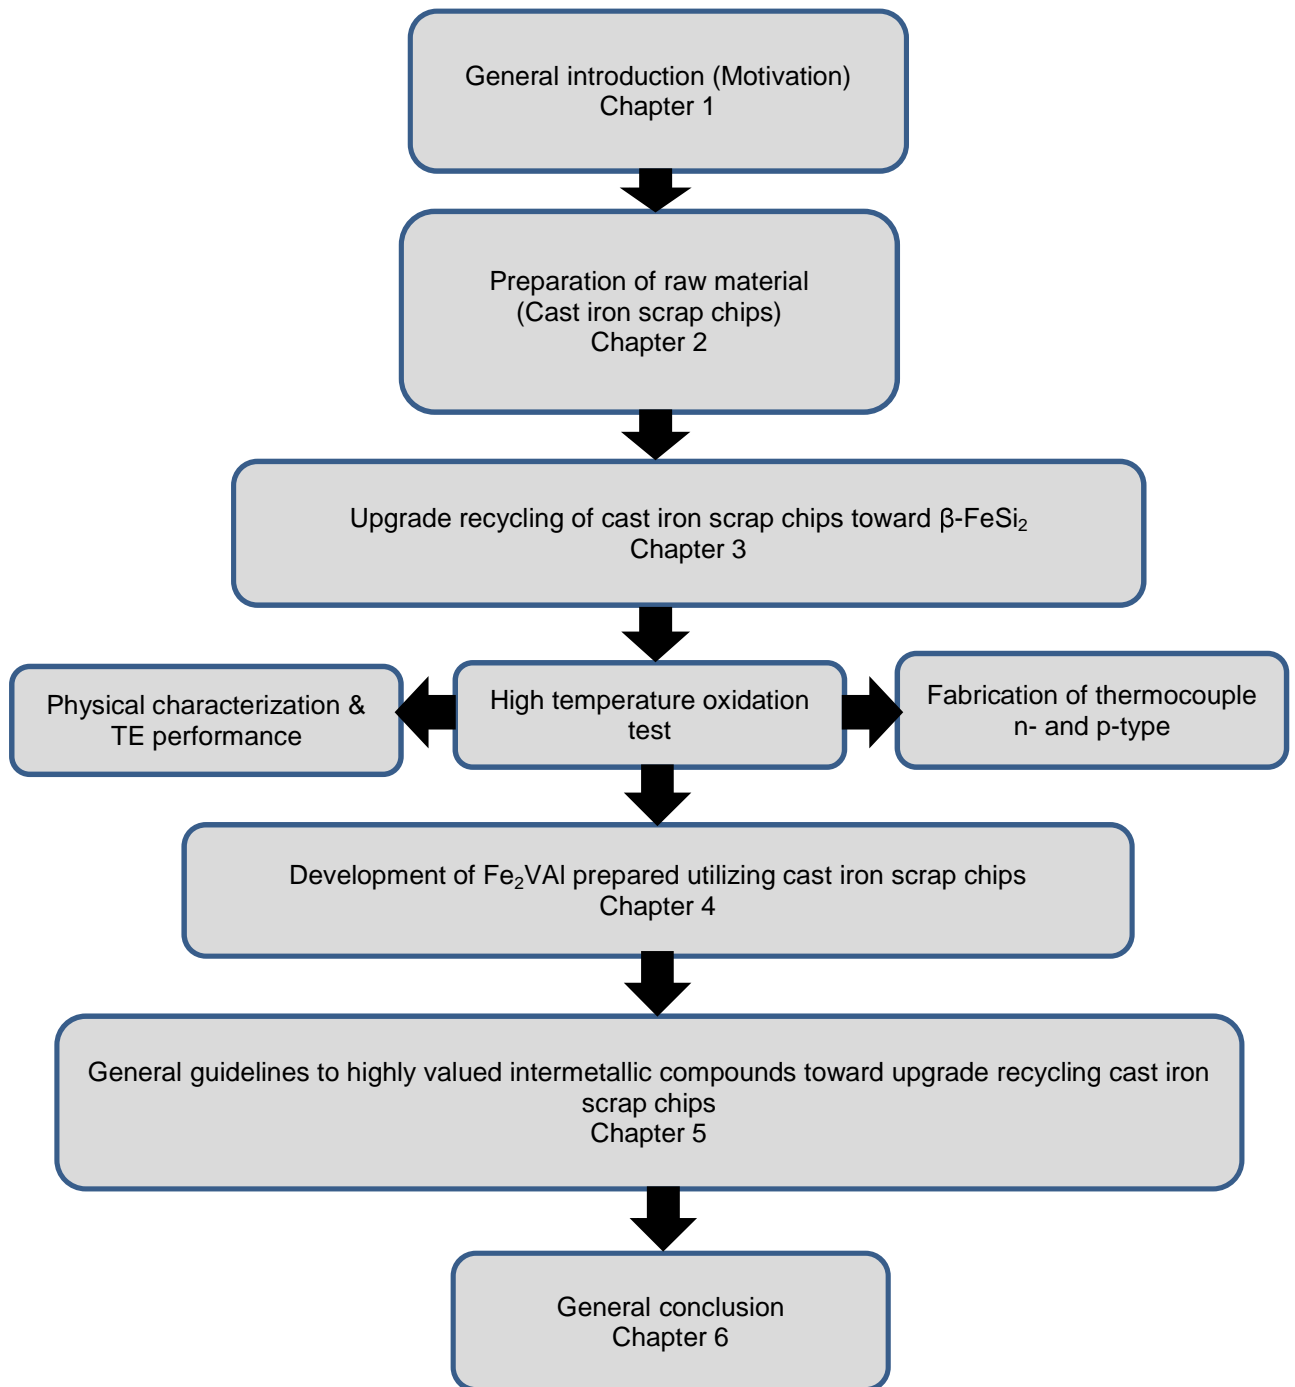 General introduction (Motivation)
Chapter 1
Preparation of raw material
(Cast iron scrap chips)
Chapter 2
Upgrade recycling of cast iron scrap chips toward β-FeSi₂
Chapter 3
Physical characterization &
TE performance
High temperature oxidation
test
Fabrication of thermocouple
n- and p-type
Development of Fe₂VAl prepared utilizing cast iron scrap chips
Chapter 4
General guidelines to highly valued intermetallic compounds toward upgrade recycling cast iron
scrap chips
Chapter 5
General conclusion
Chapter 6